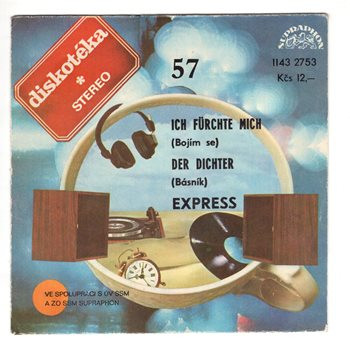 diskotéka
*
STEREO
57
SUPRAPHON
1143 2753
Kčs 12,—
ICH FÜRCHTE MICH
(Bojím se)
DER DICHTER
(Básník)
EXPRESS
VE SPOLUPRÁCI S ÚV SSM
A ZO SSM SUPRAPHON